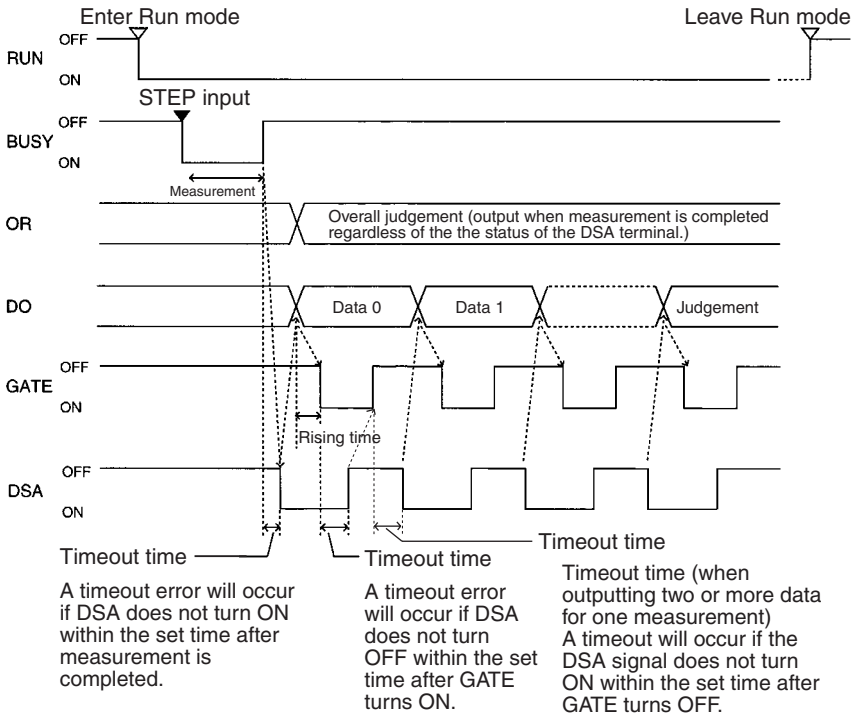 Enter Run mode
Leave Run mode
RUN
OFF
ON
STEP input
BUSY
OFF
ON
Measurement
OR
Overall judgement (output when measurement is completed
regardless of the the status of the DSA terminal.)
DO
Data 0
Data 1
Judgement
GATE
OFF
ON
Rising time
DSA
OFF
ON
Timeout time
A timeout error will occur
if DSA does not turn ON
within the set time after
measurement is
completed.
Timeout time
A timeout error
will occur if DSA
does not turn
OFF within the set
time after GATE
turns ON.
Timeout time
Timeout time (when
outputting two or more data
for one measurement)
A timeout will occur if the
DSA signal does not turn
ON within the set time after
GATE turns OFF.